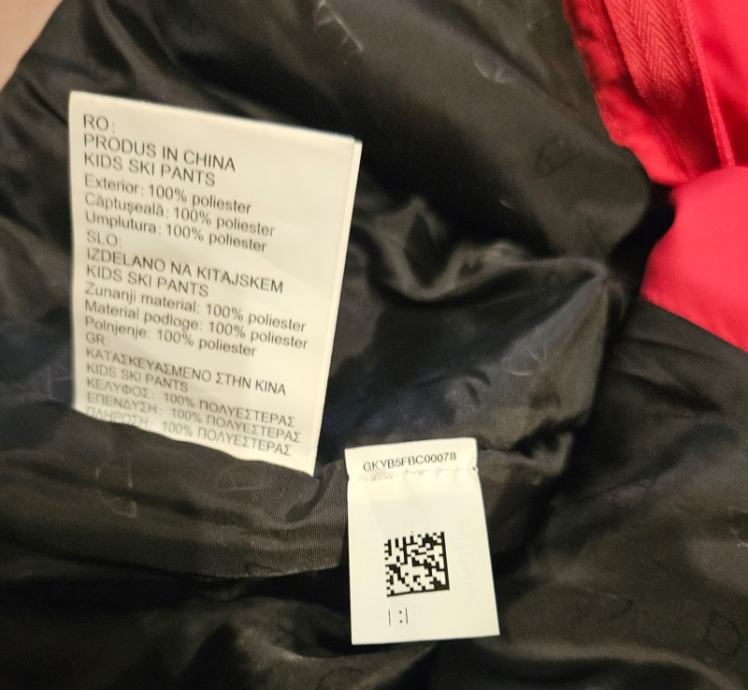 RO:
PRODUS IN CHINA
KIDS SKI PANTS
Exterior: 100% poliester
Căptuşeală: 100% poliester
Umplutura: 100% poliester
SLO:
IZDELANO NA KITAJSKEM
KIDS SKI PANTS
Zunanji material: 100% poliester
Material podloge: 100% poliester
Polnjenje: 100% poliester
GR:
ΚΑΤΑΣΚΕΥΑΣΜΕΝΟ ΣΤΗΝ ΚΙΝΑ
KIDS SKI PANTS
ΚΕΛΥΦΟΣ: 100% ΠΟΛΥΕΣΤΕΡΑΣ
ΕΠΕΝΔΥΣΗ: 100% ΠΟΛΥΕΣΤΕΡΑΣ
ΠΛΗΡΩΣΗ: 100% ΠΟΛΥΕΣΤΕΡΑΣ
GKYB5FBC00078